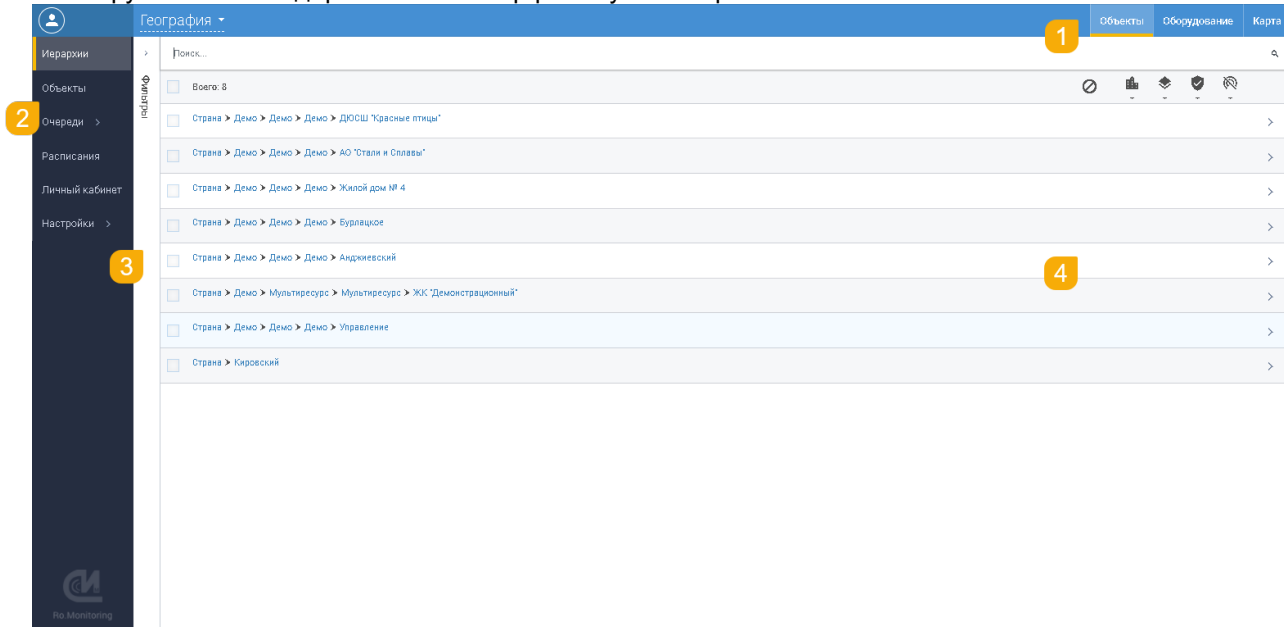 География
Объекты Оборудование Карта
1
Иерархии
Поиск...
Фильтры
Объекты
Всего: 8
2
Очереди >
Страна > Демо > Демо > Демо > ДЮСШ "Красные птицы"
Расписания
Страна > Демо > Демо > Демо > АО "Стали и Сплавы"
Личный кабинет
Страна > Демо > Демо > Демо > Жилой дом № 4
Настройки >
Страна > Демо > Демо > Демо > Бурлацкое
3
Страна > Демо > Демо > Демо > Анджиевский
4
Страна > Демо > Мультиресурс > Мультиресурс > ЖК "Демонстрационный"
Страна > Демо > Демо > Демо > Управление
Страна > Кировский
Ro.Monitoring